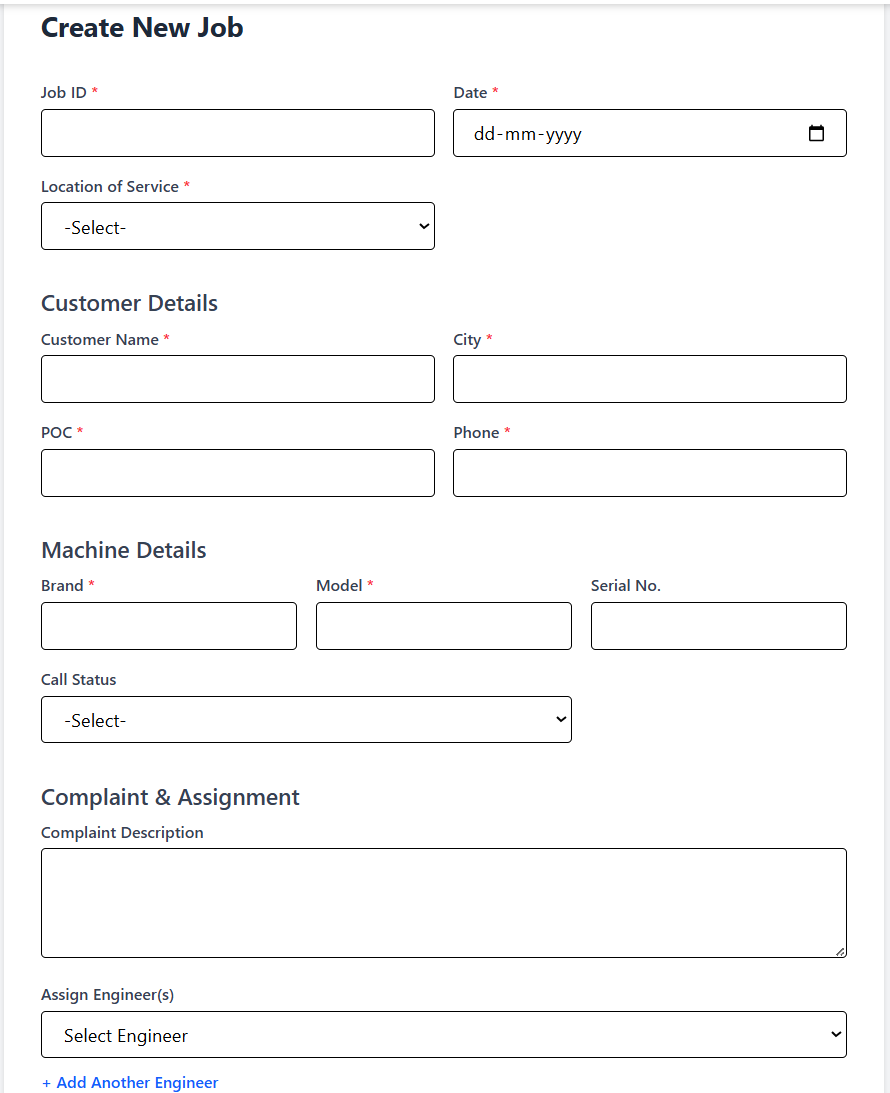 Create New Job
Job ID * Date *
dd-mm-yyyy
Location of Service *
-Select-
Customer Details
Customer Name * City *
POC * Phone *
Machine Details
Brand * Model * Serial No.
Call Status
-Select-
Complaint & Assignment
Complaint Description
Assign Engineer(s)
Select Engineer
+ Add Another Engineer